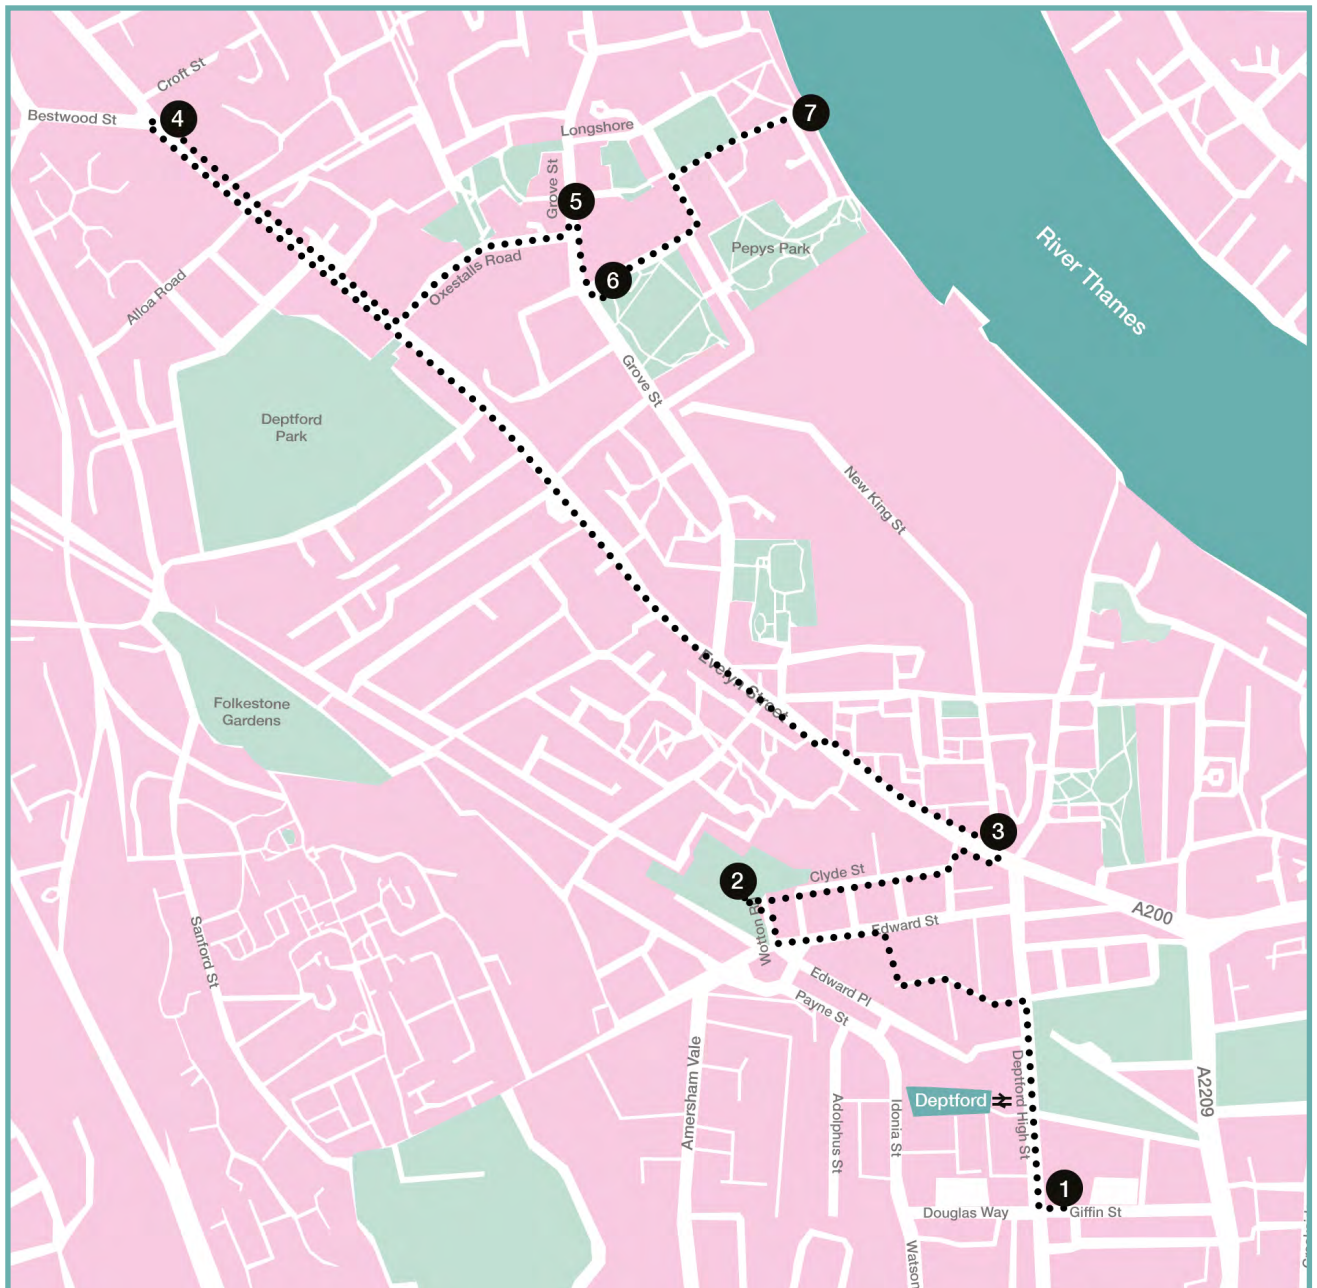 Croft St
Bestwood St
4
7
Longshore
Grove St
5
River Thames
Pepys Park
Oxestalls Road
6
Alloa Road
Grove St
Deptford
Park
New King St
Evelyn Street
Folkestone
Gardens
3
Clyde St
2
A200
Wotton R
Edward St
Sanford St
Edward Pl
Payne St
Amersham Vale
Deptford High St
A2209
Deptford
Adolphus St
Idonia St
1
Douglas Way
Giffin St
Watson